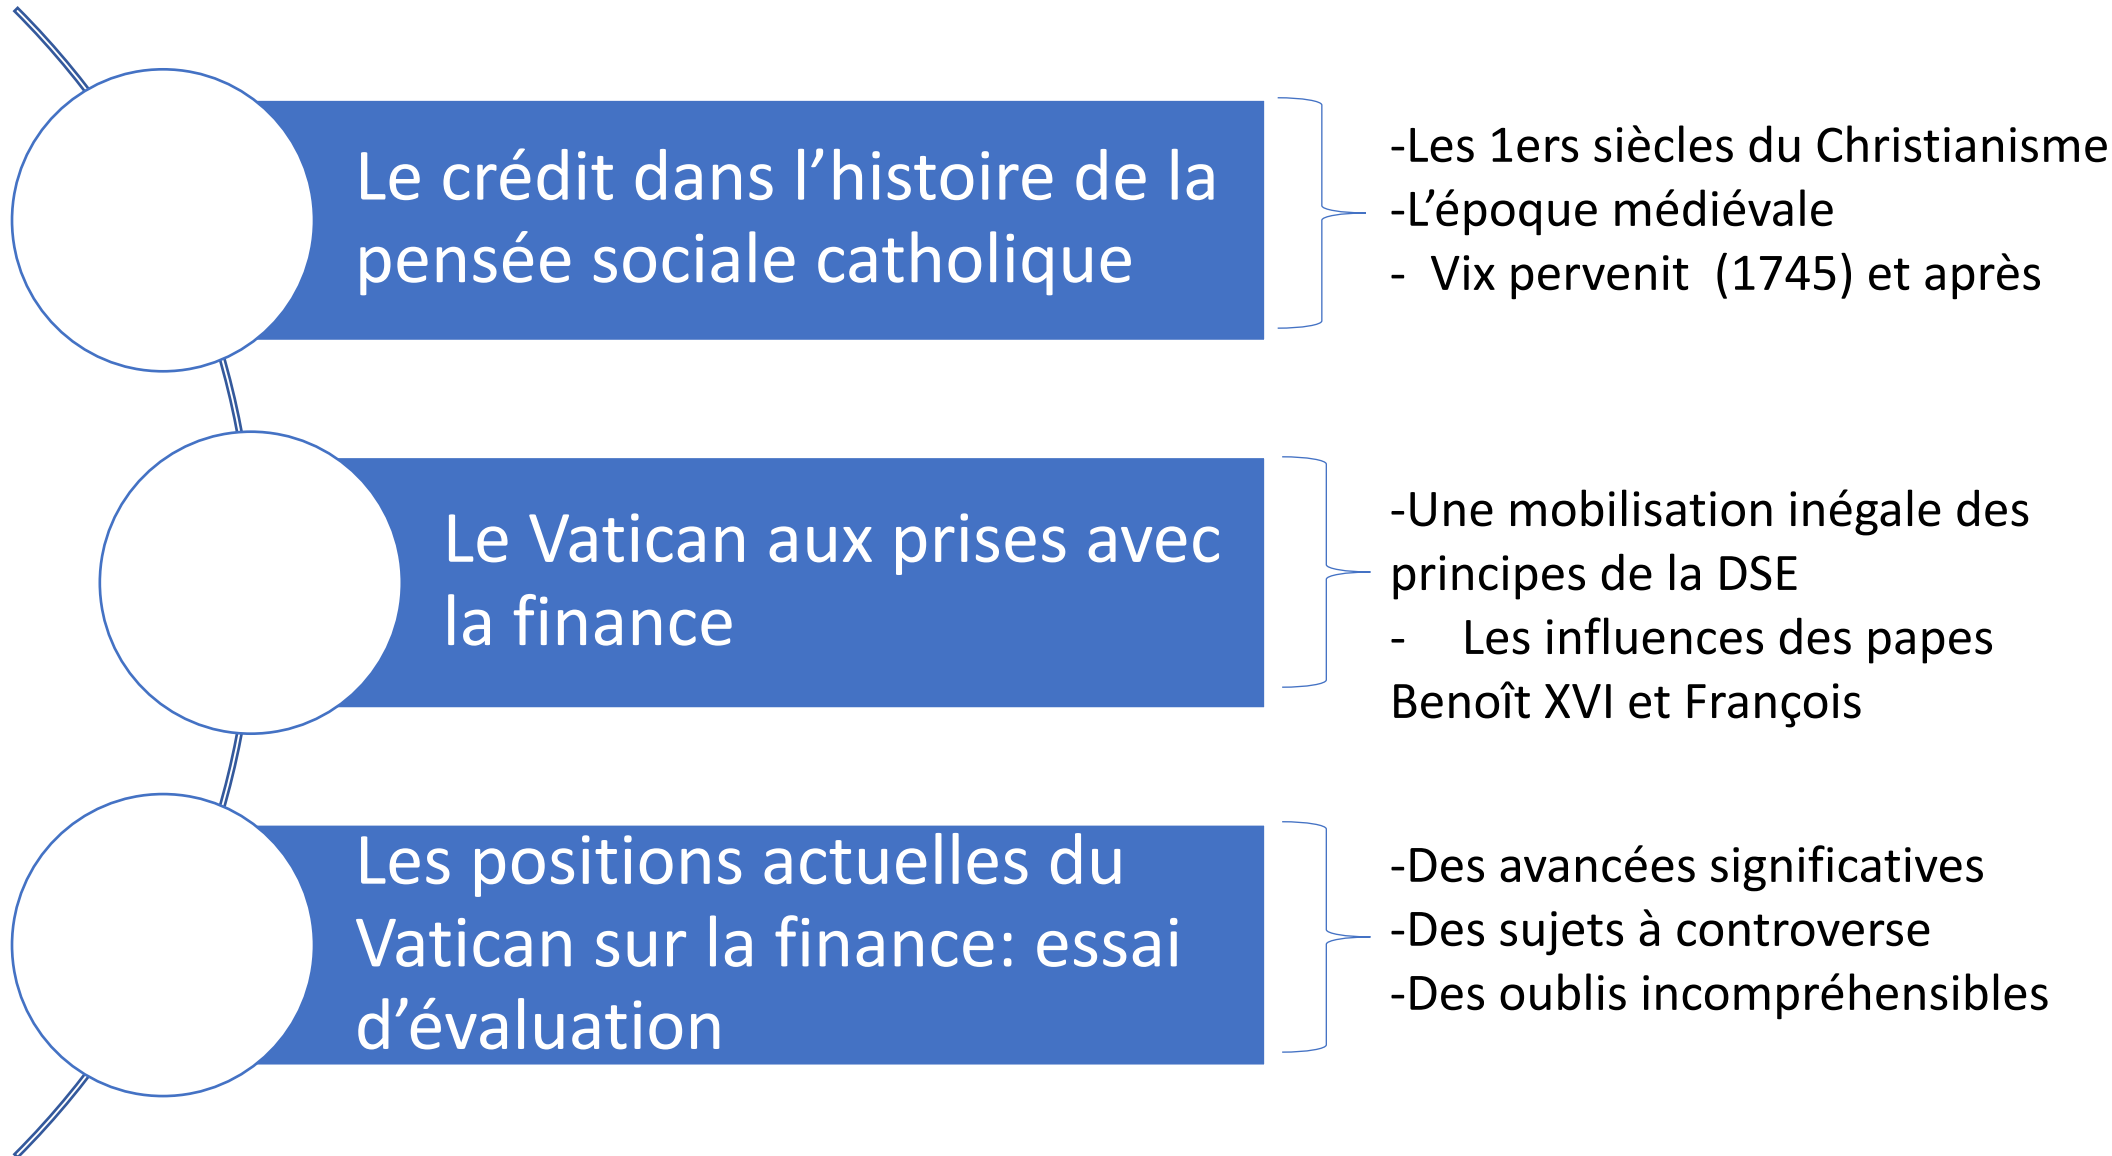 Le crédit dans l’histoire de la
pensée sociale catholique
-Les 1ers siècles du Christianisme
-L’époque médiévale
- Vix pervenit (1745) et après
Le Vatican aux prises avec
la finance
-Une mobilisation inégale des
principes de la DSE
- Les influences des papes
Benoît XVI et François
Les positions actuelles du
Vatican sur la finance: essai
d’évaluation
-Des avancées significatives
-Des sujets à controverse
-Des oublis incompréhensibles